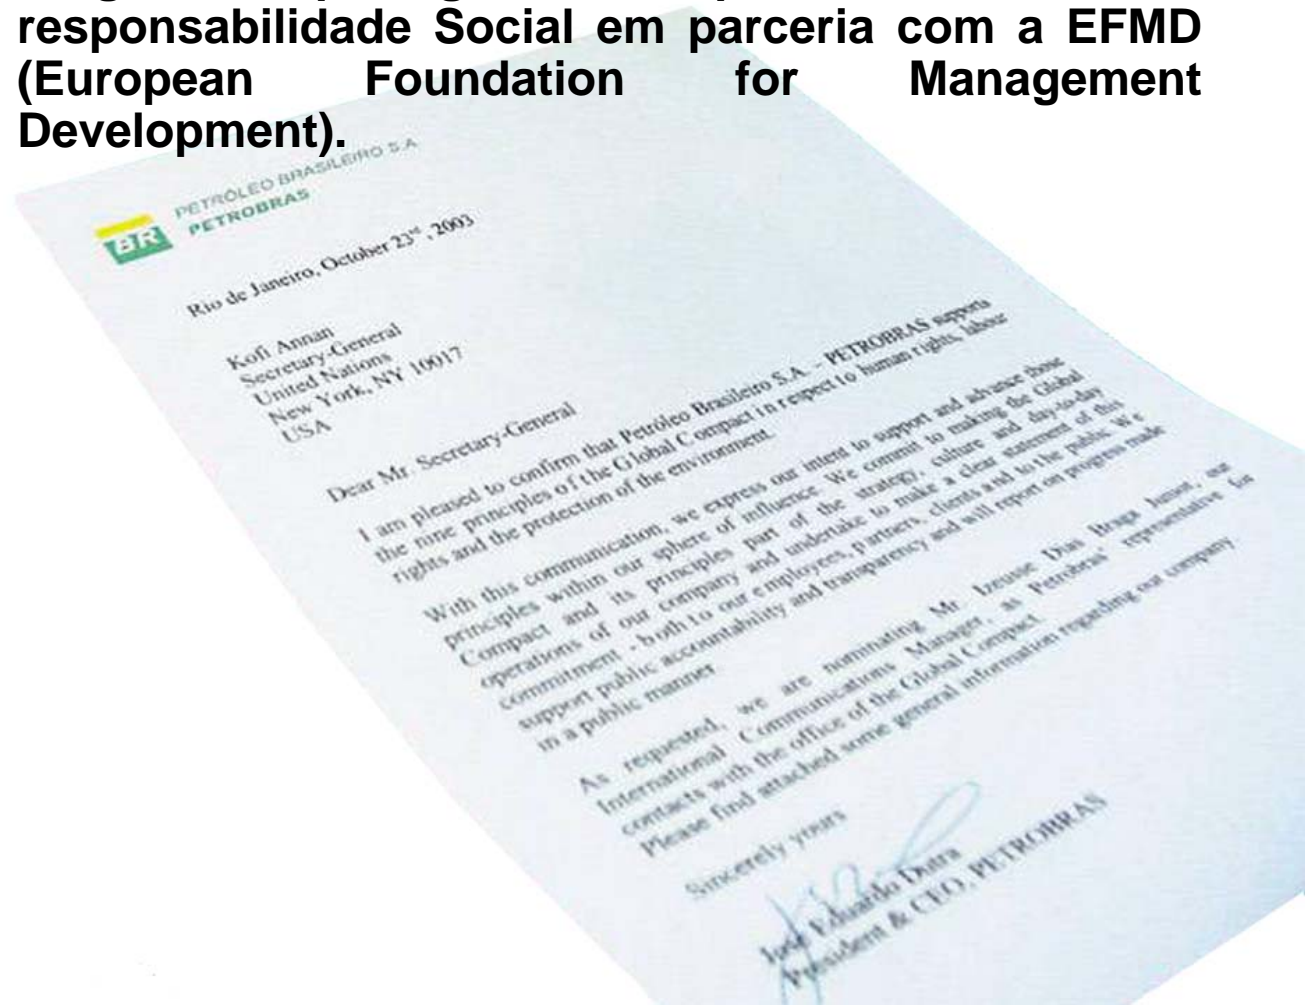 responsabilidade Social em parceria com a EFMD
(European Foundation for Management
Development).
PETRÓLEO BRASILEIRO S.A.
PETROBRAS
BR
Rio de Janeiro, October 23rd, 2003
Kofi Annan
Secretary-General
United Nations
New York, NY 10017
USA
Dear Mr. Secretary-General
I am pleased to confirm that Petróleo Brasileiro S.A. - PETROBRAS supports
the nine principles of the Global Compact in respect to human rights, labour
rights and the protection of the environment.
With this communication, we express our intent to support and advance those
principles within our sphere of influence. We commit to making the Global
Compact and its principles part of the strategy, culture and day-to-day
operations of our company and undertake to make a clear statement of this
commitment - both to our employees, partners, clients and to the public. We
support public accountability and transparency and will report on progress made
in a public manner.
As requested, we are nominating Mr. Izeusse Dias Braga Junior, our
International Communications Manager, as Petrobras' representative for
contacts with the office of the Global Compact.
Please find attached some general information regarding our company.
Sincerely yours
José Eduardo Dutra
President & CEO, PETROBRAS